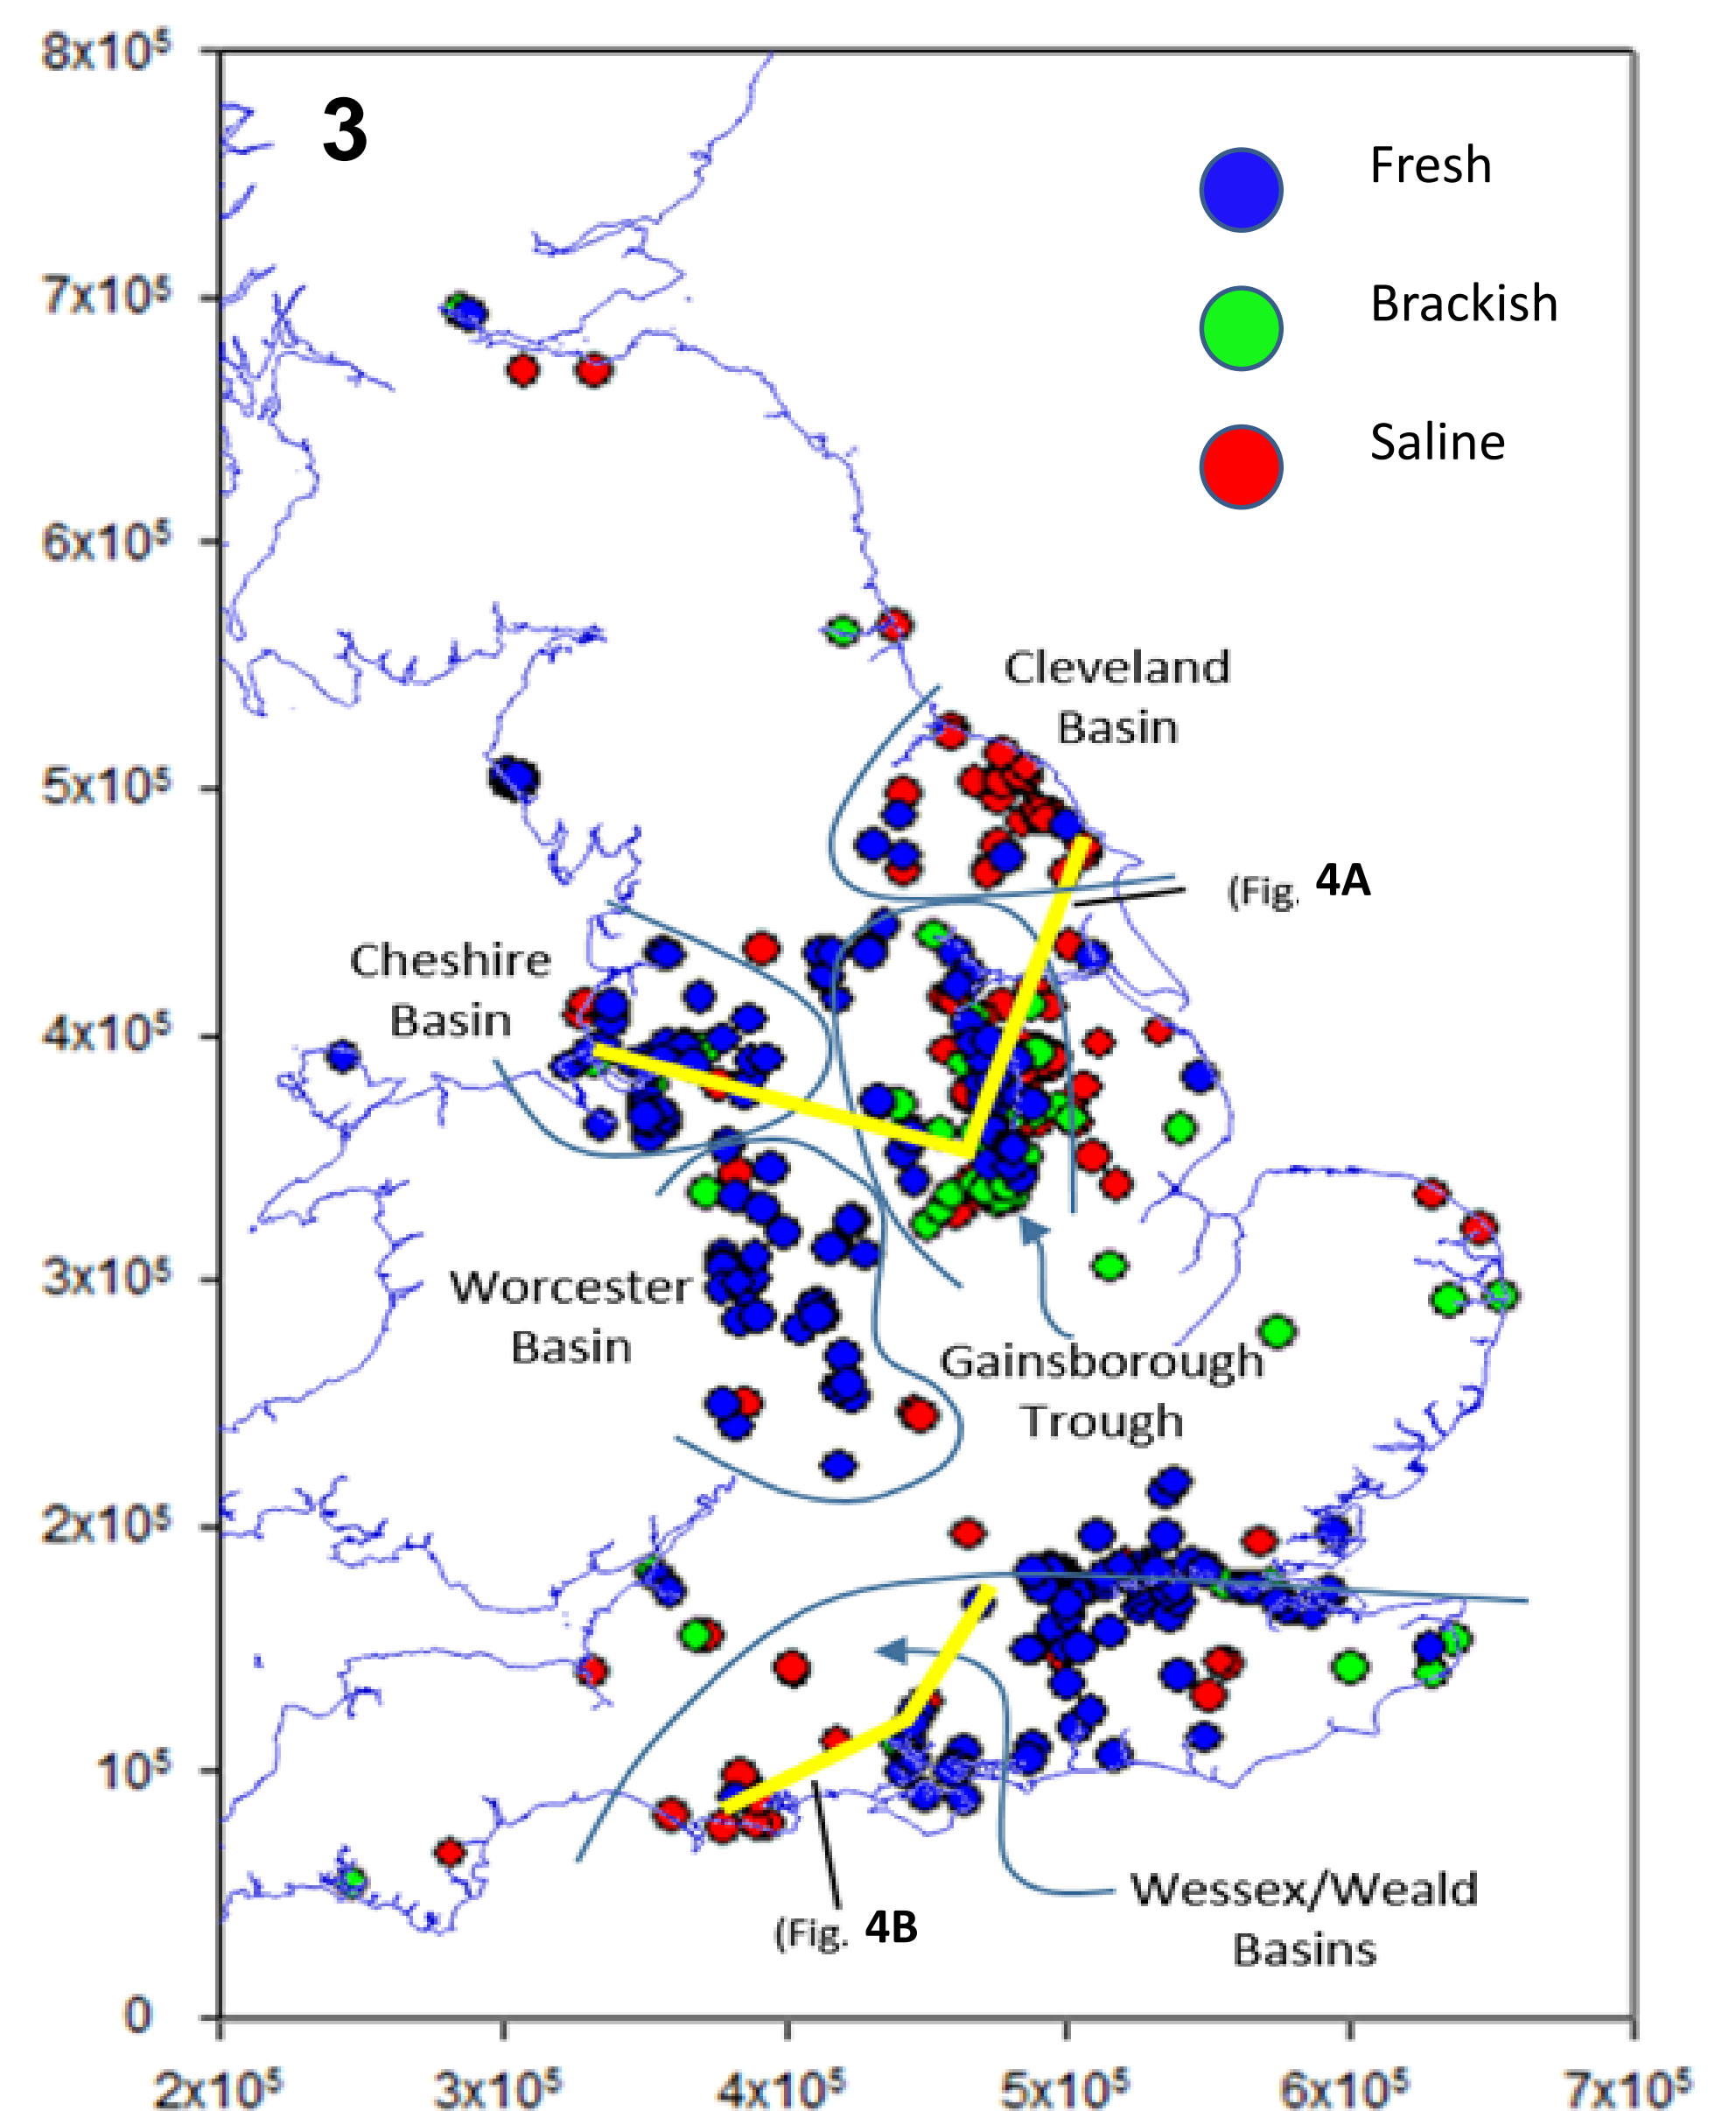 8x10⁵
3
Fresh
Brackish
7x10⁵
Saline
6x10⁵
Cleveland
Basin
5x10⁵
(Fig. 4A
Cheshire
Basin
4x10⁵
3x10⁵
Worcester
Basin
Gainsborough
Trough
2x10⁵
10⁵
Wessex/Weald
Basins
(Fig. 4B
0
2x10⁵ 3x10⁵ 4x10⁵ 5x10⁵ 6x10⁵ 7x10⁵